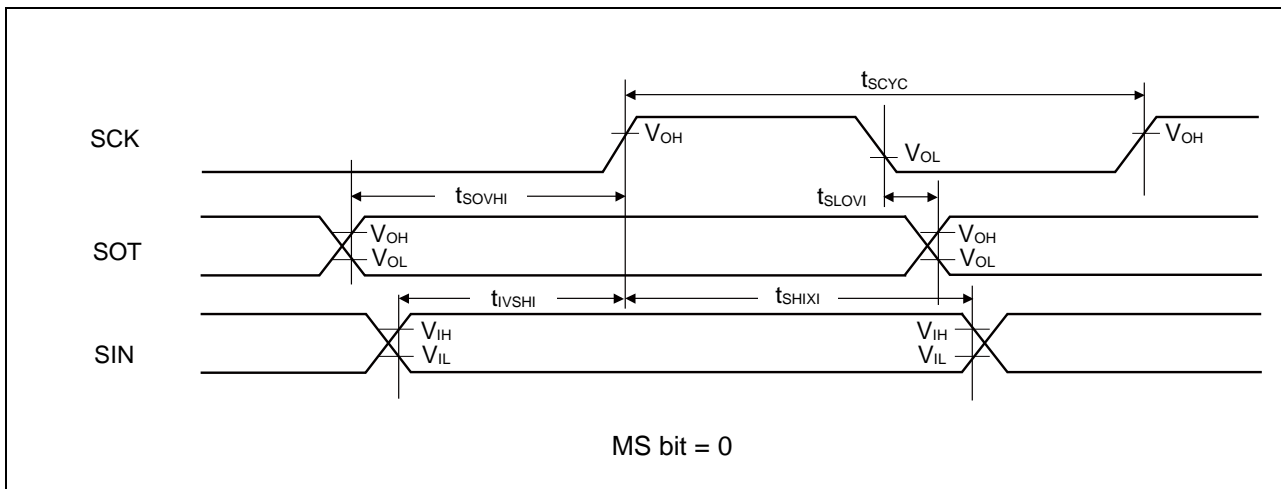 tSCYC
SCK
VOH
VOL
VOH
tSOVHI
tSLOVI
SOT
VOH
VOL
VOH
VOL
tIVSHI
tSHIXI
SIN
VIH
VIL
VIH
VIL
MS bit = 0